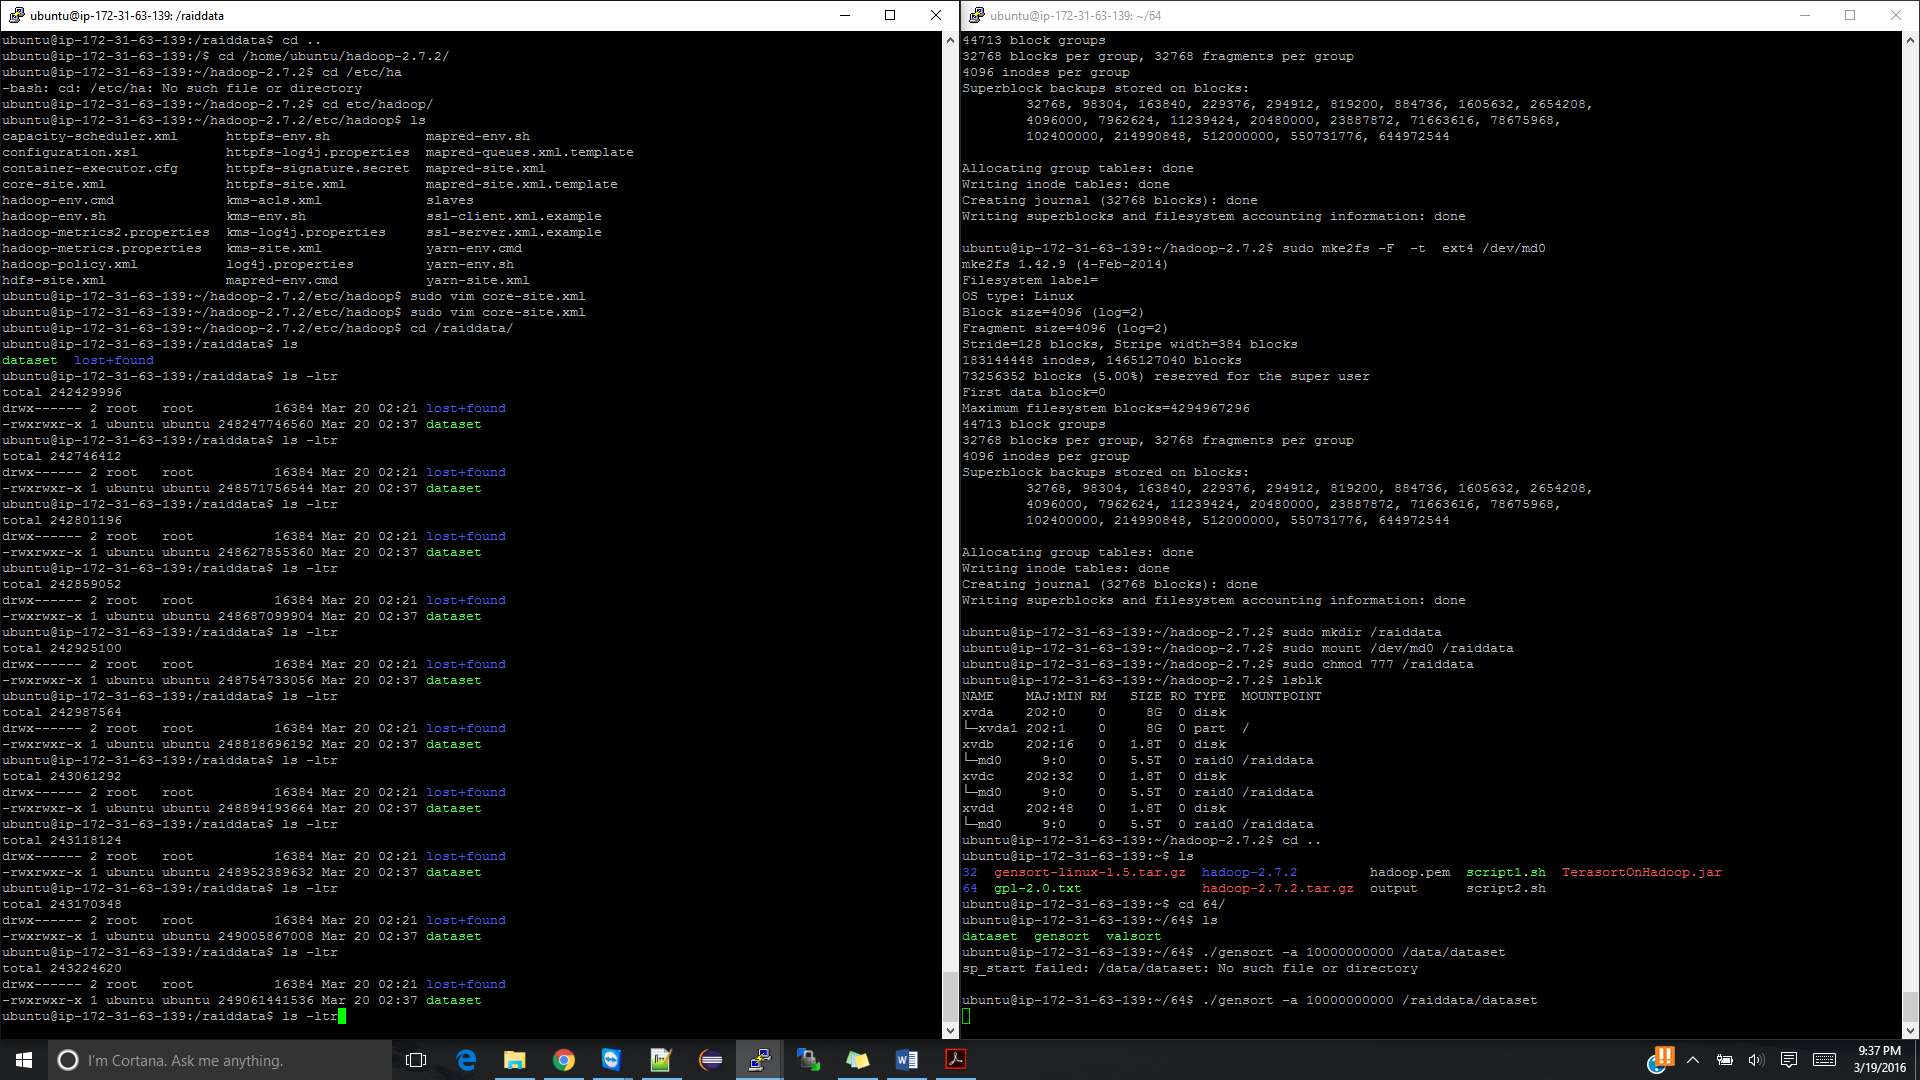 ubuntu@ip-172-31-63-139: /raiddata
ubuntu@ip-172-31-63-139:/raiddata$ cd ..
ubuntu@ip-172-31-63-139:/$ cd /home/ubuntu/hadoop-2.7.2/
ubuntu@ip-172-31-63-139:~/hadoop-2.7.2$ cd /etc/ha
-bash: cd: /etc/ha: No such file or directory
ubuntu@ip-172-31-63-139:~/hadoop-2.7.2$ cd etc/hadoop/
ubuntu@ip-172-31-63-139:~/hadoop-2.7.2/etc/hadoop$ ls
capacity-scheduler.xml httpfs-env.sh mapred-env.sh
configuration.xsl httpfs-log4j.properties mapred-queues.xml.template
container-executor.cfg httpfs-signature.secret mapred-site.xml
core-site.xml httpfs-site.xml mapred-site.xml.template
hadoop-env.cmd kms-acls.xml slaves
hadoop-env.sh kms-env.sh ssl-client.xml.example
hadoop-metrics2.properties kms-log4j.properties ssl-server.xml.example
hadoop-metrics.properties kms-site.xml yarn-env.cmd
hadoop-policy.xml log4j.properties yarn-env.sh
hdfs-site.xml mapred-env.cmd yarn-site.xml
ubuntu@ip-172-31-63-139:~/hadoop-2.7.2/etc/hadoop$ sudo vim core-site.xml
ubuntu@ip-172-31-63-139:~/hadoop-2.7.2/etc/hadoop$ sudo vim core-site.xml
ubuntu@ip-172-31-63-139:~/hadoop-2.7.2/etc/hadoop$ cd /raiddata/
ubuntu@ip-172-31-63-139:/raiddata$ ls
dataset lost+found
ubuntu@ip-172-31-63-139:/raiddata$ ls -ltr
total 242429996
drwx------ 2 root root 16384 Mar 20 02:21 lost+found
-rwxrwxr-x 1 ubuntu ubuntu 248247746560 Mar 20 02:37 dataset
ubuntu@ip-172-31-63-139:/raiddata$ ls -ltr
total 242746412
drwx------ 2 root root 16384 Mar 20 02:21 lost+found
-rwxrwxr-x 1 ubuntu ubuntu 248571756544 Mar 20 02:37 dataset
ubuntu@ip-172-31-63-139:/raiddata$ ls -ltr
total 242801196
drwx------ 2 root root 16384 Mar 20 02:21 lost+found
-rwxrwxr-x 1 ubuntu ubuntu 248627855360 Mar 20 02:37 dataset
ubuntu@ip-172-31-63-139:/raiddata$ ls -ltr
total 242859052
drwx------ 2 root root 16384 Mar 20 02:21 lost+found
-rwxrwxr-x 1 ubuntu ubuntu 248687099904 Mar 20 02:37 dataset
ubuntu@ip-172-31-63-139:/raiddata$ ls -ltr
total 242925100
drwx------ 2 root root 16384 Mar 20 02:21 lost+found
-rwxrwxr-x 1 ubuntu ubuntu 248754733056 Mar 20 02:37 dataset
ubuntu@ip-172-31-63-139:/raiddata$ ls -ltr
total 242987564
drwx------ 2 root root 16384 Mar 20 02:21 lost+found
-rwxrwxr-x 1 ubuntu ubuntu 248818696192 Mar 20 02:37 dataset
ubuntu@ip-172-31-63-139:/raiddata$ ls -ltr
total 243061292
drwx------ 2 root root 16384 Mar 20 02:21 lost+found
-rwxrwxr-x 1 ubuntu ubuntu 248894193664 Mar 20 02:37 dataset
ubuntu@ip-172-31-63-139:/raiddata$ ls -ltr
total 243118124
drwx------ 2 root root 16384 Mar 20 02:21 lost+found
-rwxrwxr-x 1 ubuntu ubuntu 248952389632 Mar 20 02:37 dataset
ubuntu@ip-172-31-63-139:/raiddata$ ls -ltr
total 243170348
drwx------ 2 root root 16384 Mar 20 02:21 lost+found
-rwxrwxr-x 1 ubuntu ubuntu 249005867008 Mar 20 02:37 dataset
ubuntu@ip-172-31-63-139:/raiddata$ ls -ltr
total 243224620
drwx------ 2 root root 16384 Mar 20 02:21 lost+found
-rwxrwxr-x 1 ubuntu ubuntu 249061441536 Mar 20 02:37 dataset
ubuntu@ip-172-31-63-139:/raiddata$ ls -ltr
ubuntu@ip-172-31-63-139: ~/64
44713 block groups
32768 blocks per group, 32768 fragments per group
4096 inodes per group
Superblock backups stored on blocks:
32768, 98304, 163840, 229376, 294912, 819200, 884736, 1605632, 2654208,
4096000, 7962624, 11239424, 20480000, 23887872, 71663616, 78675968,
102400000, 214990848, 512000000, 550731776, 644972544
Allocating group tables: done
Writing inode tables: done
Creating journal (32768 blocks): done
Writing superblocks and filesystem accounting information: done
ubuntu@ip-172-31-63-139:~/hadoop-2.7.2$ sudo mke2fs -F -t ext4 /dev/md0
mke2fs 1.42.9 (4-Feb-2014)
Filesystem label=
OS type: Linux
Block size=4096 (log=2)
Fragment size=4096 (log=2)
Stride=128 blocks, Stripe width=384 blocks
183144448 inodes, 1465127040 blocks
73256352 blocks (5.00%) reserved for the super user
First data block=0
Maximum filesystem blocks=4294967296
44713 block groups
32768 blocks per group, 32768 fragments per group
4096 inodes per group
Superblock backups stored on blocks:
32768, 98304, 163840, 229376, 294912, 819200, 884736, 1605632, 2654208,
4096000, 7962624, 11239424, 20480000, 23887872, 71663616, 78675968,
102400000, 214990848, 512000000, 550731776, 644972544
Allocating group tables: done
Writing inode tables: done
Creating journal (32768 blocks): done
Writing superblocks and filesystem accounting information: done
ubuntu@ip-172-31-63-139:~/hadoop-2.7.2$ sudo mkdir /raiddata
ubuntu@ip-172-31-63-139:~/hadoop-2.7.2$ sudo mount /dev/md0 /raiddata
ubuntu@ip-172-31-63-139:~/hadoop-2.7.2$ sudo chmod 777 /raiddata
ubuntu@ip-172-31-63-139:~/hadoop-2.7.2$ lsblk
NAME MAJ:MIN RM SIZE RO TYPE MOUNTPOINT
xvda 202:0 0 8G 0 disk
└─xvda1 202:1 0 8G 0 part /
xvdb 202:16 0 1.8T 0 disk
└─md0 9:0 0 5.5T 0 raid0 /raiddata
xvdc 202:32 0 1.8T 0 disk
└─md0 9:0 0 5.5T 0 raid0 /raiddata
xvdd 202:48 0 1.8T 0 disk
└─md0 9:0 0 5.5T 0 raid0 /raiddata
ubuntu@ip-172-31-63-139:~/hadoop-2.7.2$ cd ..
ubuntu@ip-172-31-63-139:~$ ls
32 gensort-linux-1.5.tar.gz hadoop-2.7.2 hadoop.pem script1.sh TerasortOnHadoop.jar
64 gpl-2.0.txt hadoop-2.7.2.tar.gz output script2.sh
ubuntu@ip-172-31-63-139:~$ cd 64/
ubuntu@ip-172-31-63-139:~/64$ ls
dataset gensort valsort
ubuntu@ip-172-31-63-139:~/64$ ./gensort -a 10000000000 /data/dataset
sp_start failed: /data/dataset: No such file or directory
ubuntu@ip-172-31-63-139:~/64$ ./gensort -a 10000000000 /raiddata/dataset
I'm Cortana. Ask me anything.
9:37 PM
3/19/2016